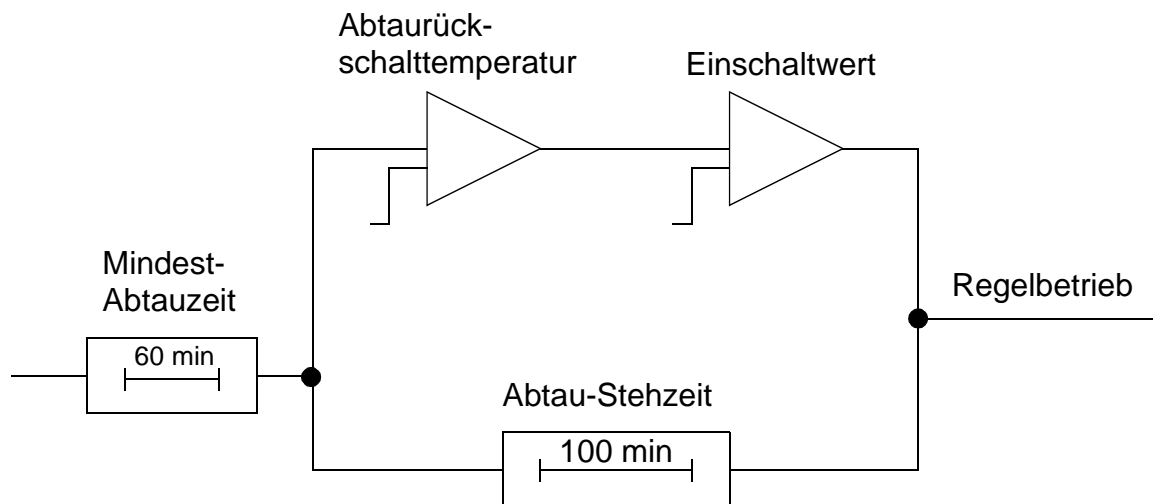 Abtaurück-
schalttemperatur
Einschaltwert
Mindest-
Abtauzeit
60 min
Regelbetrieb
Abtau-Stehzeit
100 min